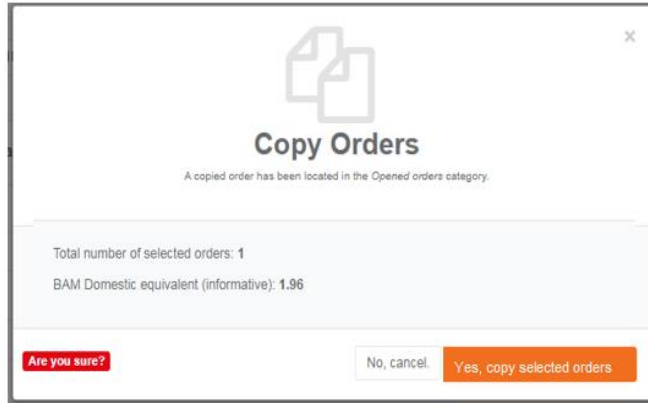 ×
Copy Orders
A copied order has been located in the Opened orders category.
Total number of selected orders: 1
BAM Domestic equivalent (informative): 1.96
Are you sure?
No, cancel.
Yes, copy selected orders